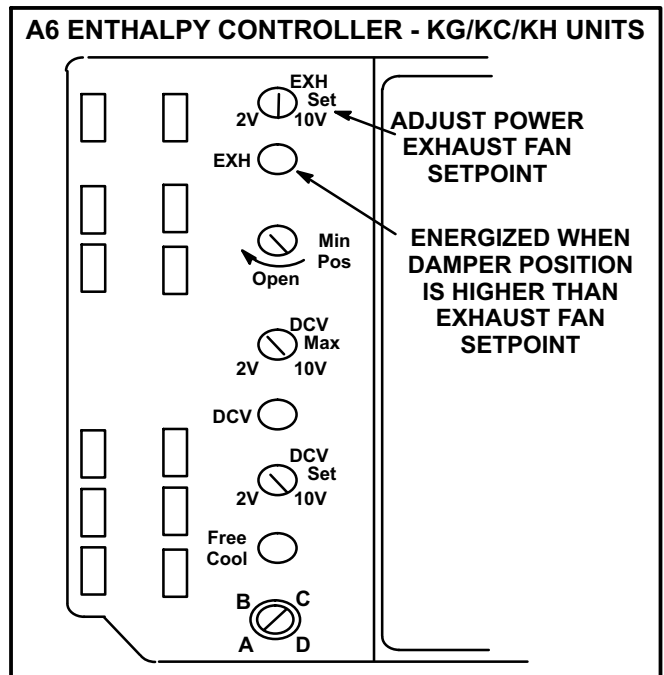 A6 ENTHALPY CONTROLLER - KG/KC/KH UNITS
EXH
Set
2V 10V
ADJUST POWER
EXHAUST FAN
SETPOINT
EXH
ENERGIZED WHEN
DAMPER POSITION
IS HIGHER THAN
EXHAUST FAN
SETPOINT
Min
Pos
Open
DCV
Max
2V 10V
DCV
DCV
Set
2V 10V
Free
Cool
B C
A D